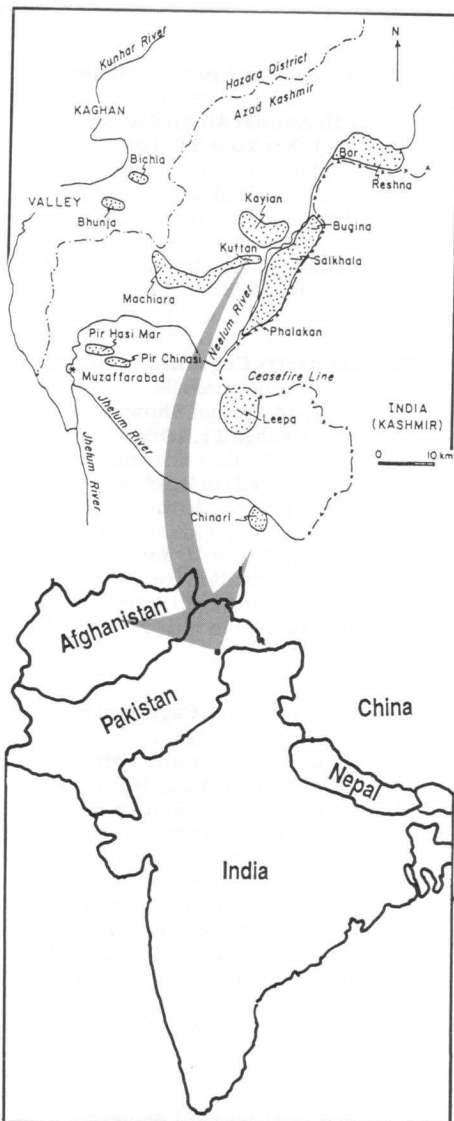 N
Kunhar River
Hazara District
Azad Kashmir
KAGHAN
VALLEY
Bichla
Bhunja
Bor
Reshna
Kayian
Bugina
Kuttan
Salkhala
Machiara
Neelum River
Phalakan
Pir Hasi Mar
Pir Chinasi
Muzaffarabad
Ceasefire Line
Leepa
INDIA
(KASHMIR)
0 10 km
Jhelum River
Jhelum River
Chinari
Afghanistan
Pakistan
China
Nepal
India